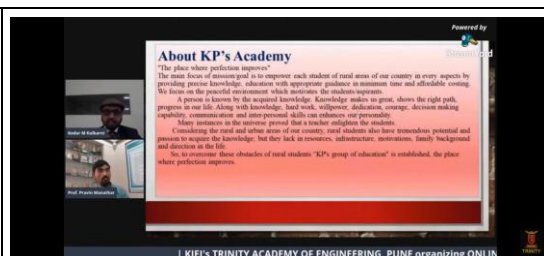 Powered by
About KP's Academy
"The place where perfection improves"
The main focus of mission/goal is to empower each student of rural areas of our country in every aspects by
providing precise knowledge, education with appropriate guidance in minimum time and affordable costing.
We focus on the peaceful environment which motivates the students/aspirants.
A person is known by the acquired knowledge. Knowledge makes us great, shows the right path,
progress in our life. Along with knowledge, hard work, willpower, dedication, courage, decision making
capability, communication and inter-personal skills can enhances our personality.
Many instances in the universe proved that a teacher enlighten the students.
Considering the rural and urban areas of our country, rural students also have tremendous potential and
passion to acquire the knowledge; but they lack in resources, infrastructure, motivations, family background
and direction in the life.
So, to overcome these obstacles of rural students "KP's group of education" is established, the place
where perfection improves.
Kedar M Kulkarni
Prof. Pravin
| KJEI's TRINITY ACADEMY OF ENGINEERING, PUNE organizing ONLIN
TRINITY